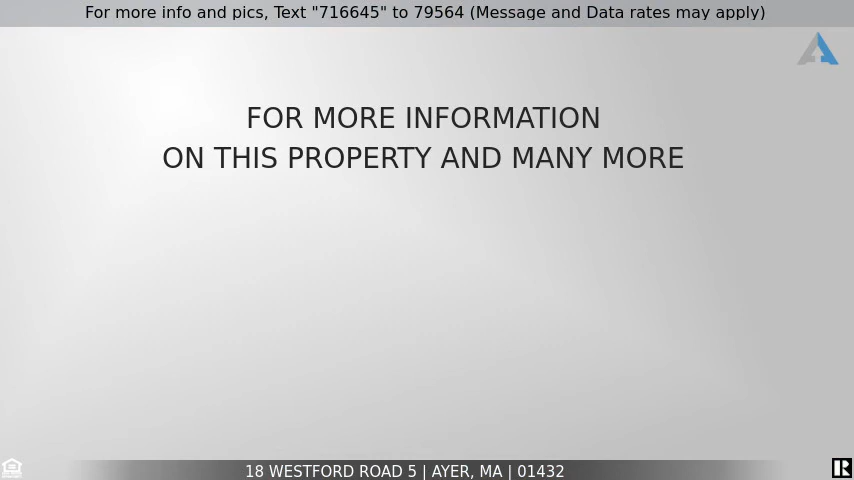 For more info and pics, Text "716645" to 79564 (Message and Data rates may apply)
FOR MORE INFORMATION
ON THIS PROPERTY AND MANY MORE
18 WESTFORD ROAD 5 | AYER, MA | 01432